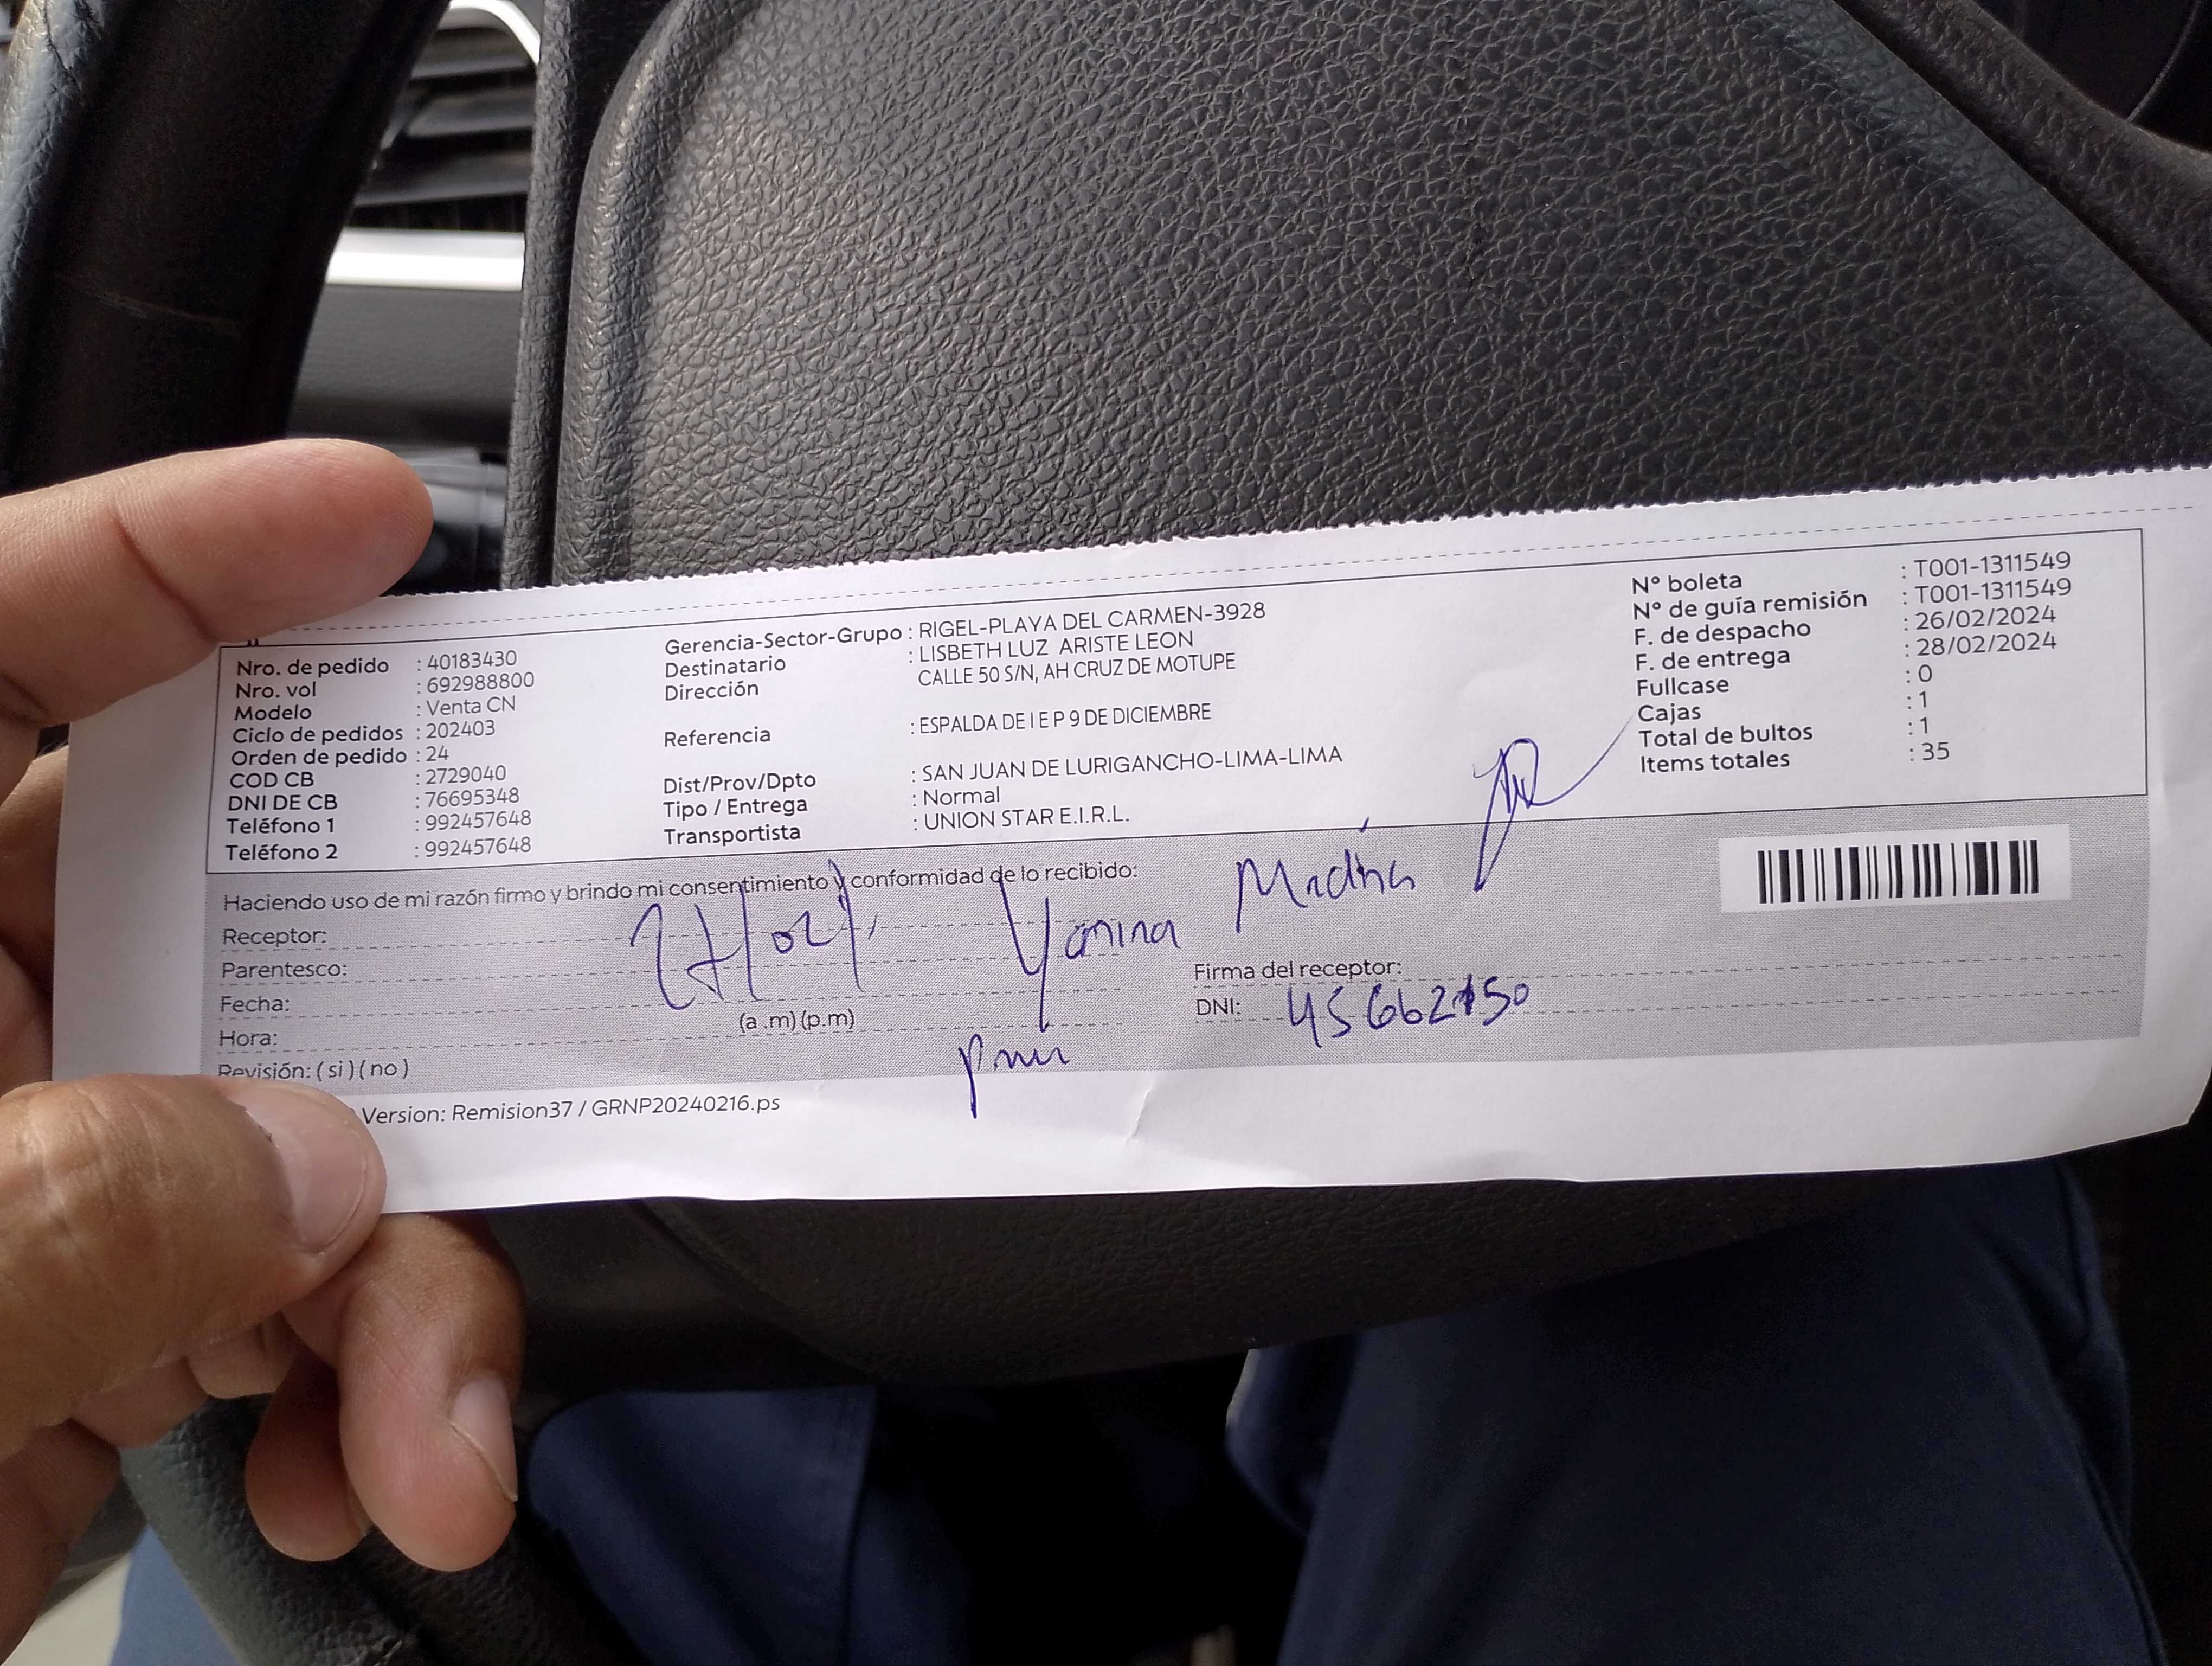 Nro. de pedido : 40183430
Nro. vol : 692988800
Modelo : Venta CN
Ciclo de pedidos : 202403
Orden de pedido : 24
COD CB : 2729040
DNI DE CB : 76695348
Teléfono 1 : 992457648
Teléfono 2 : 992457648
Gerencia-Sector-Grupo : RIGEL-PLAYA DEL CARMEN-3928
Destinatario : LISBETH LUZ ARISTE LEON
Dirección CALLE 50 S/N, AH CRUZ DE MOTUPE
Referencia : ESPALDA DE I E P 9 DE DICIEMBRE
Dist/Prov/Dpto : SAN JUAN DE LURIGANCHO-LIMA-LIMA
Tipo / Entrega : Normal
Transportista : UNION STAR E.I.R.L.
N° boleta : T001-1311549
N° de guía remisión : T001-1311549
F. de despacho : 26/02/2024
F. de entrega : 28/02/2024
Fullcase : 0
Cajas : 1
Total de bultos : 1
Items totales : 35
Haciendo uso de mi razón firmo y brindo mi consentimiento y conformidad de lo recibido:
Receptor: Yanina
Parentesco:
Fecha:
Hora: (a .m) (p.m)
Revisión: ( si ) ( no )
Firma del receptor:
DNI:
Version: Remision37 / GRNP20240216.ps